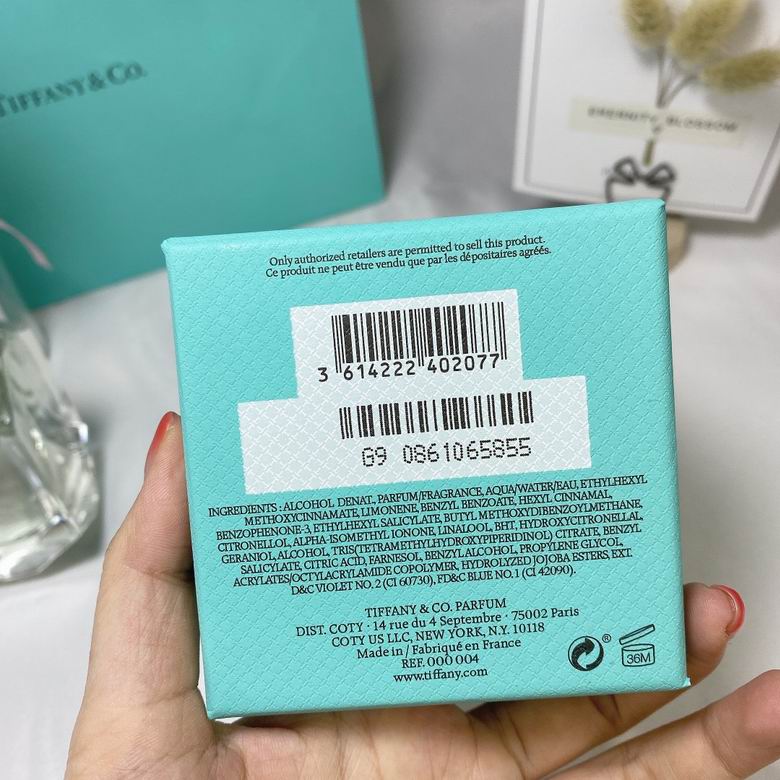 TIFFANY & CO.
ERERNITY BLOSSOM
Only authorized retailers are permitted to sell this product.
Ce produit ne peut être vendu que par les dépositaires agréés.
3 614222 402077
G9 0861065855
INGREDIENTS : ALCOHOL DENAT., PARFUM/FRAGRANCE, AQUA/WATER/EAU, ETHYLHEXYL
METHOXYCINNAMATE, LIMONENE, BENZYL BENZOATE, HEXYL CINNAMAL,
BENZOPHENONE-3, ETHYLHEXYL SALICYLATE, BUTYL METHOXYDIBENZOYLMETHANE,
CITRONELLOL, ALPHA-ISOMETHYL IONONE, LINALOOL, BHT, HYDROXYCITRONELLAL,
GERANIOL, ALCOHOL, TRIS(TETRAMETHYLHYDROXYPIPERIDINOL) CITRATE, BENZYL
SALICYLATE, CITRIC ACID, FARNESOL, BENZYL ALCOHOL, PROPYLENE GLYCOL,
ACRYLATES/OCTYLACRYLAMIDE COPOLYMER, HYDROLYZED JOJOBA ESTERS, EXT.
D&C VIOLET NO. 2 (CI 60730), FD&C BLUE NO. 1 (CI 42090).
TIFFANY & CO. PARFUM
DIST. COTY · 14 rue du 4 Septembre · 75002 Paris
COTY US LLC, NEW YORK, N.Y. 10118
Made in / Fabriqué en France
REF. 000 004
www.tiffany.com
®
36M